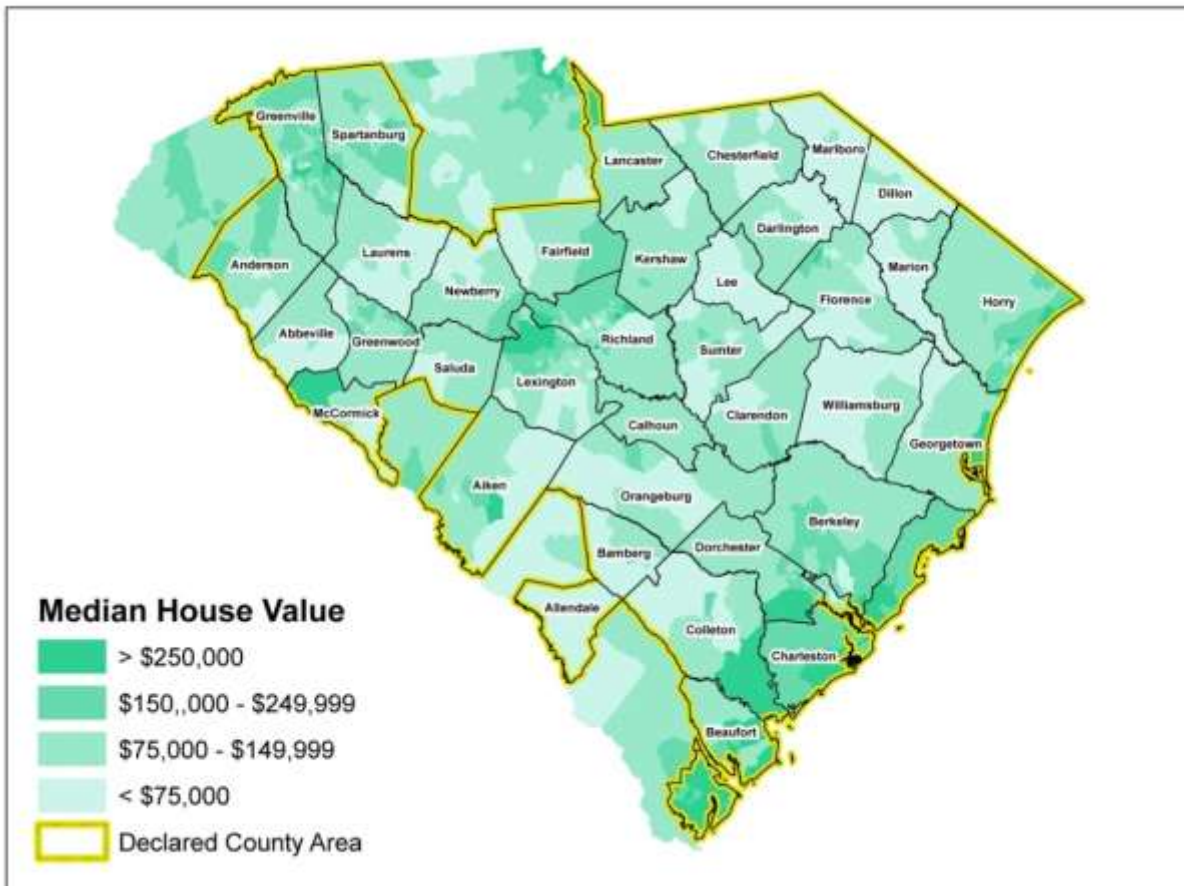 Greenville
Spartanburg
Lancaster
Chesterfield
Marlboro
Dillon
Darlington
Laurens
Fairfield
Kershaw
Anderson
Lee
Marion
Newberry
Florence
Horry
Abbeville
Greenwood
Richland
Sumter
Saluda
Lexington
McCormick
Clarendon
Williamsburg
Calhoun
Georgetown
Aiken
Orangeburg
Berkeley
Bamberg
Dorchester
Allendale
Colleton
Charleston
Beaufort
Median House Value
> $250,000
$150,,000 - $249,999
$75,000 - $149,999
< $75,000
Declared County Area